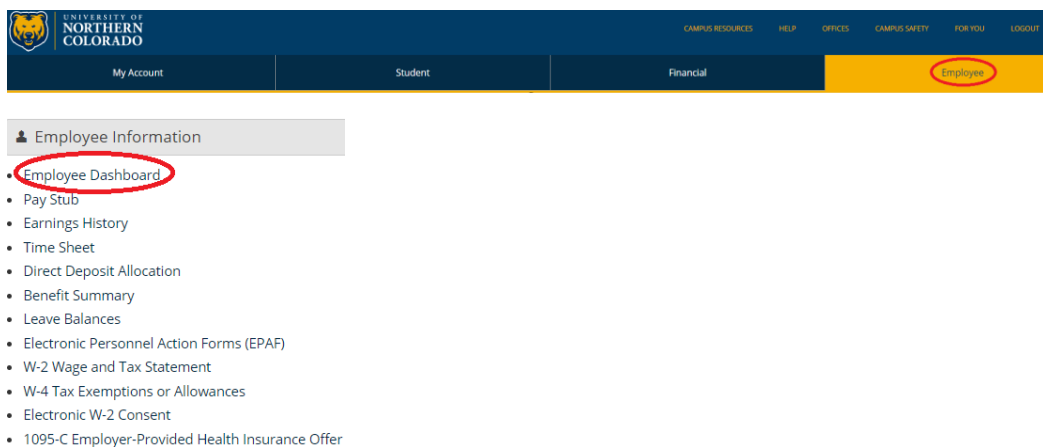 UNIVERSITY OF
NORTHERN
COLORADO
CAMPUS RESOURCES HELP OFFICES CAMPUS SAFETY FOR YOU LOGOUT
My Account Student Financial Employee
Employee Information
• Employee Dashboard
• Pay Stub
• Earnings History
• Time Sheet
• Direct Deposit Allocation
• Benefit Summary
• Leave Balances
• Electronic Personnel Action Forms (EPAF)
• W-2 Wage and Tax Statement
• W-4 Tax Exemptions or Allowances
• Electronic W-2 Consent
• 1095-C Employer-Provided Health Insurance Offer